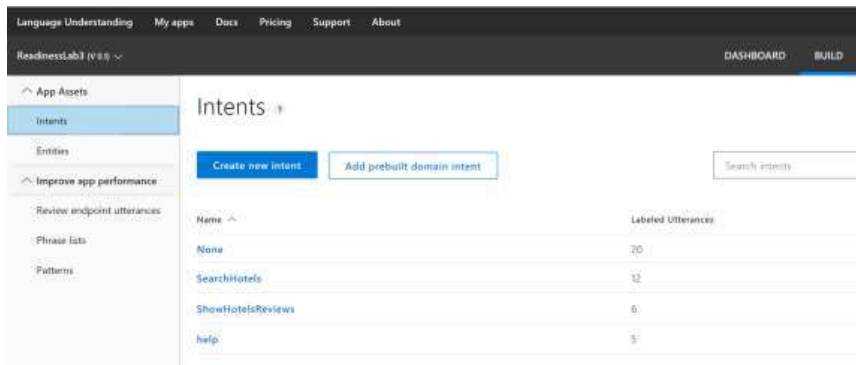 Language Understanding My apps Docs Pricing Support About
ReadinessLab3 (V 0.1) DASHBOARD BUILD
App Assets
Intents
Entities
Improve app performance
Review endpoint utterances
Phrase lists
Patterns
Intents ?
Create new intent Add prebuilt domain intent Search intents
Name Labeled Utterances
None 20
SearchHotels 12
ShowHotelsReviews 6
help 5